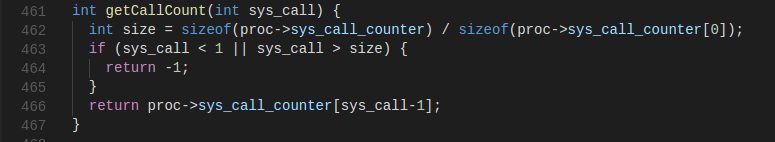 461 int getCallCount(int sys_call) {
462   int size = sizeof(proc->sys_call_counter) / sizeof(proc->sys_call_counter[0]);
463   if (sys_call < 1 || sys_call > size) {
464     return -1;
465   }
466   return proc->sys_call_counter[sys_call-1];
467 }